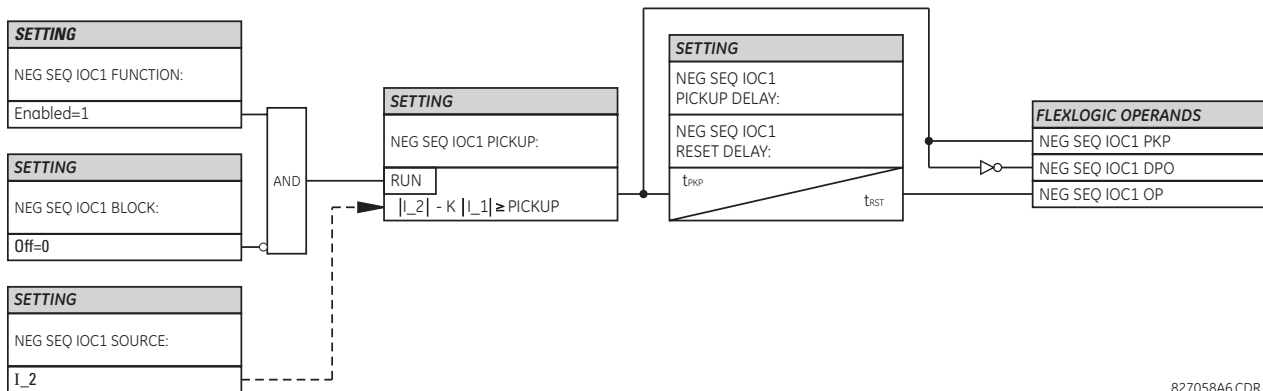 SETTING
NEG SEQ IOC1 FUNCTION:
Enabled=1
SETTING
NEG SEQ IOC1 BLOCK:
Off=0
SETTING
NEG SEQ IOC1 SOURCE:
I_2
AND
SETTING
NEG SEQ IOC1 PICKUP:
RUN
|I_2| - K |I_1| ≥ PICKUP
SETTING
NEG SEQ IOC1
PICKUP DELAY:
NEG SEQ IOC1
RESET DELAY:
tPKP
tRST
FLEXLOGIC OPERANDS
NEG SEQ IOC1 PKP
NEG SEQ IOC1 DPO
NEG SEQ IOC1 OP
827058A6.CDR